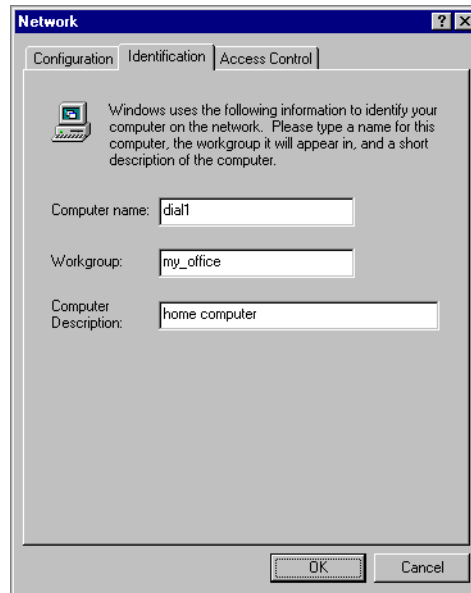 Network
Configuration Identification Access Control
Windows uses the following information to identify your
computer on the network. Please type a name for this
computer, the workgroup it will appear in, and a short
description of the computer.
Computer name: dial1
Workgroup: my_office
Computer
Description: home computer
OK Cancel